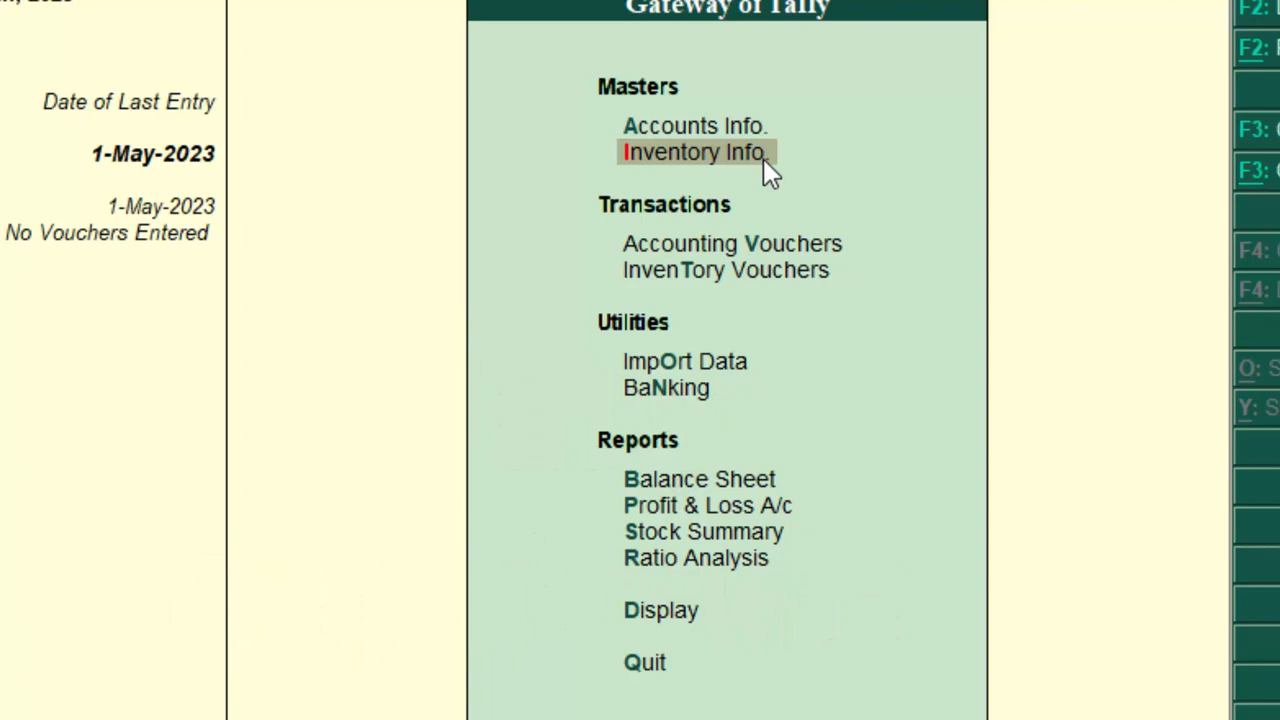 Gateway of Tally
Date of Last Entry
1-May-2023
1-May-2023
No Vouchers Entered
Masters
Accounts Info.
Inventory Info.
Transactions
Accounting Vouchers
InvenTory Vouchers
Utilities
ImpOrt Data
BaNking
Reports
Balance Sheet
Profit & Loss A/c
Stock Summary
Ratio Analysis
Display
Quit
F2:
F2:
F3:
F3:
F4:
F4:
O: S
Y: S